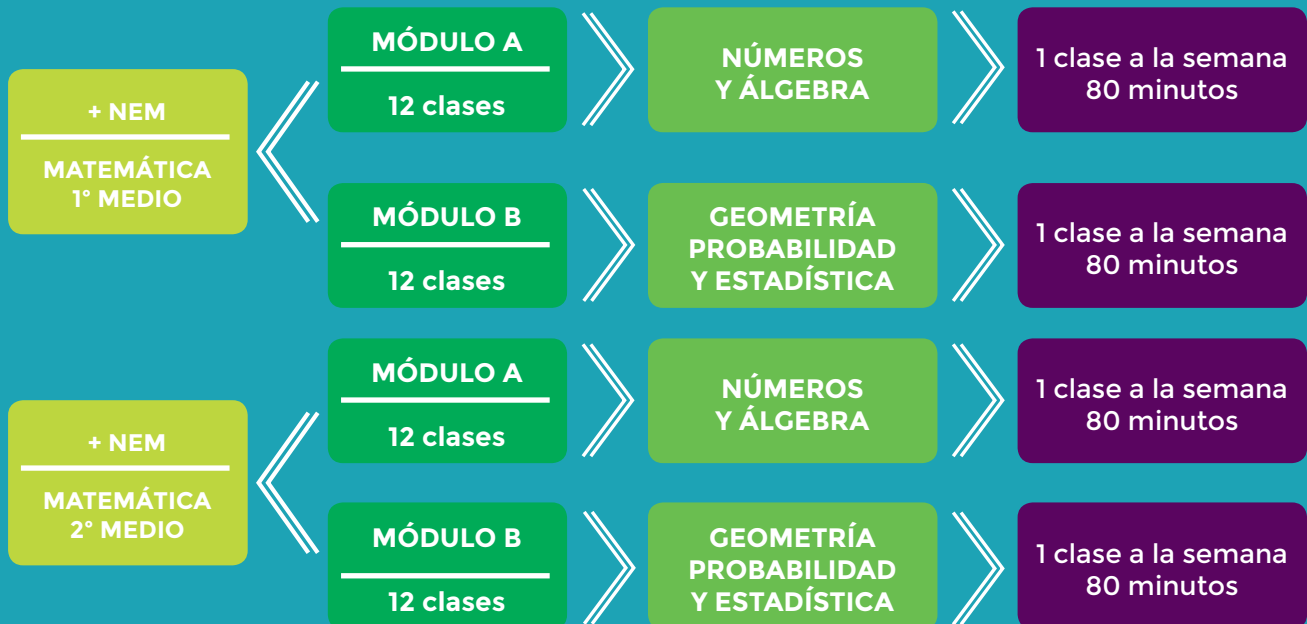 + NEM
MATEMÁTICA
1° MEDIO
MÓDULO A
12 clases
NÚMEROS
Y ÁLGEBRA
1 clase a la semana
80 minutos
MÓDULO B
12 clases
GEOMETRÍA
PROBABILIDAD
Y ESTADÍSTICA
1 clase a la semana
80 minutos
+ NEM
MATEMÁTICA
2° MEDIO
MÓDULO A
12 clases
NÚMEROS
Y ÁLGEBRA
1 clase a la semana
80 minutos
MÓDULO B
12 clases
GEOMETRÍA
PROBABILIDAD
Y ESTADÍSTICA
1 clase a la semana
80 minutos